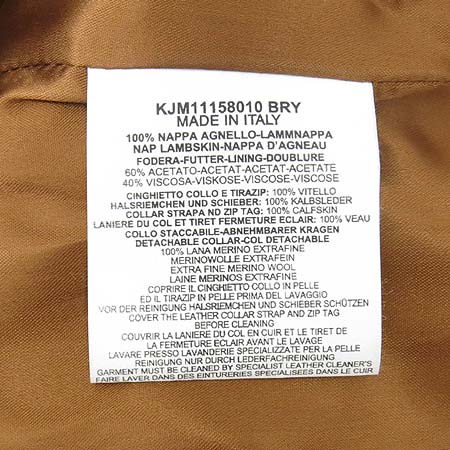 KJM11158010 BRY
MADE IN ITALY
100% NAPPA AGNELLO-LAMMNAPPA
NAP LAMBSKIN-NAPPA D'AGNEAU
FODERA-FUTTER-LINING-DOUBLURE
60% ACETATO-ACETAT-ACETAT-ACETATE
40% VISCOSA-VISKOSE-VISCOSE-VISCOSE
CINGHIETTO COLLO E TIRAZIP: 100% VITELLO
HALSRIEMCHEN UND SCHIEBER: 100% KALBSLEDER
COLLAR STRAPA ND ZIP TAG: 100% CALFSKIN
LANIERE DU COL ET TIRET FERMETURE ECLAIR: 100% VEAU
COLLO STACCABILE-ABNEHMBARER KRAGEN
DETACHABLE COLLAR-COL DETACHABLE
100% LANA MERINO EXTRAFINE
MERINOWOLLE EXTRAFEIN
EXTRA FINE MERINO WOOL
LAINE MERINOS EXTRAFINE
COPRIRE IL CINGHIETTO COLLO IN PELLE
ED IL TIRAZIP IN PELLE PRIMA DEL LAVAGGIO
VOR DER REINIGUNG HALSRIEMCHEN UND SCHIEBER SCHÜTZEN
COVER THE LEATHER COLLAR STRAP AND ZIP TAG
BEFORE CLEANING
COUVRIR LA LANIERE DU COL EN CUIR ET LE TIRET DE
LA FERMETURE ECLAIR AVANT LE LAVAGE
LAVARE PRESSO LAVANDERIE SPECIALIZZATE PER LA PELLE
REINIGUNG NUR DURCH LEDERFACHREINIGUNG
GARMENT MUST BE CLEANED BY SPECIALIST LEATHER CLEANER'S
FAIRE LAVER DANS DES EINTURERIES SPECIALISEES DANS LE CUIR